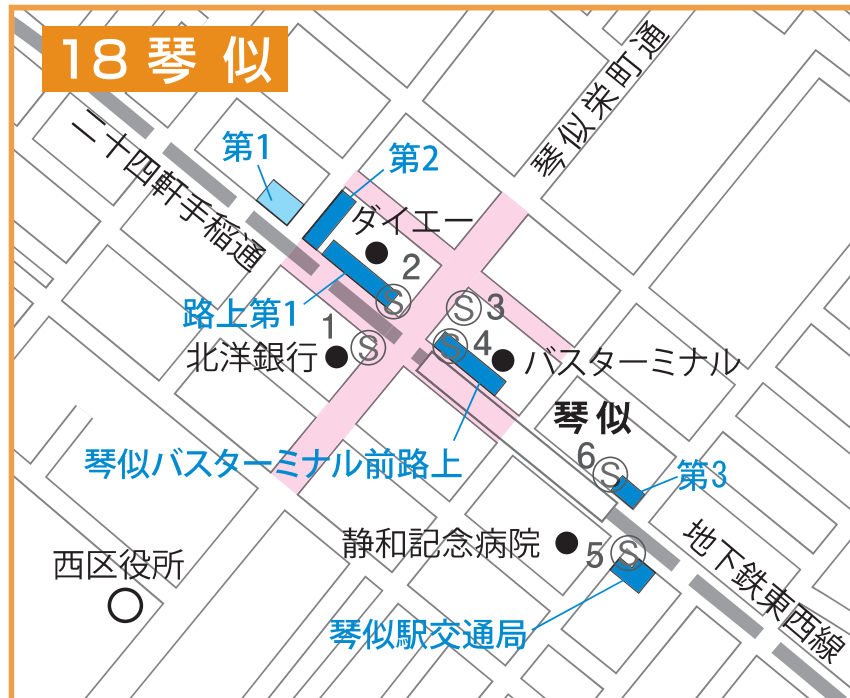 18 琴 似
二十四軒手稲通
第1
第2
琴似栄町通
ダイエー
2
Ⓢ
Ⓢ
3
路上第1
1
Ⓢ
Ⓢ
4
北洋銀行
バスターミナル
琴似バスターミナル前路上
琴似
6
Ⓢ
第3
静和記念病院
5
Ⓢ
地下鉄東西線
西区役所
琴似駅交通局